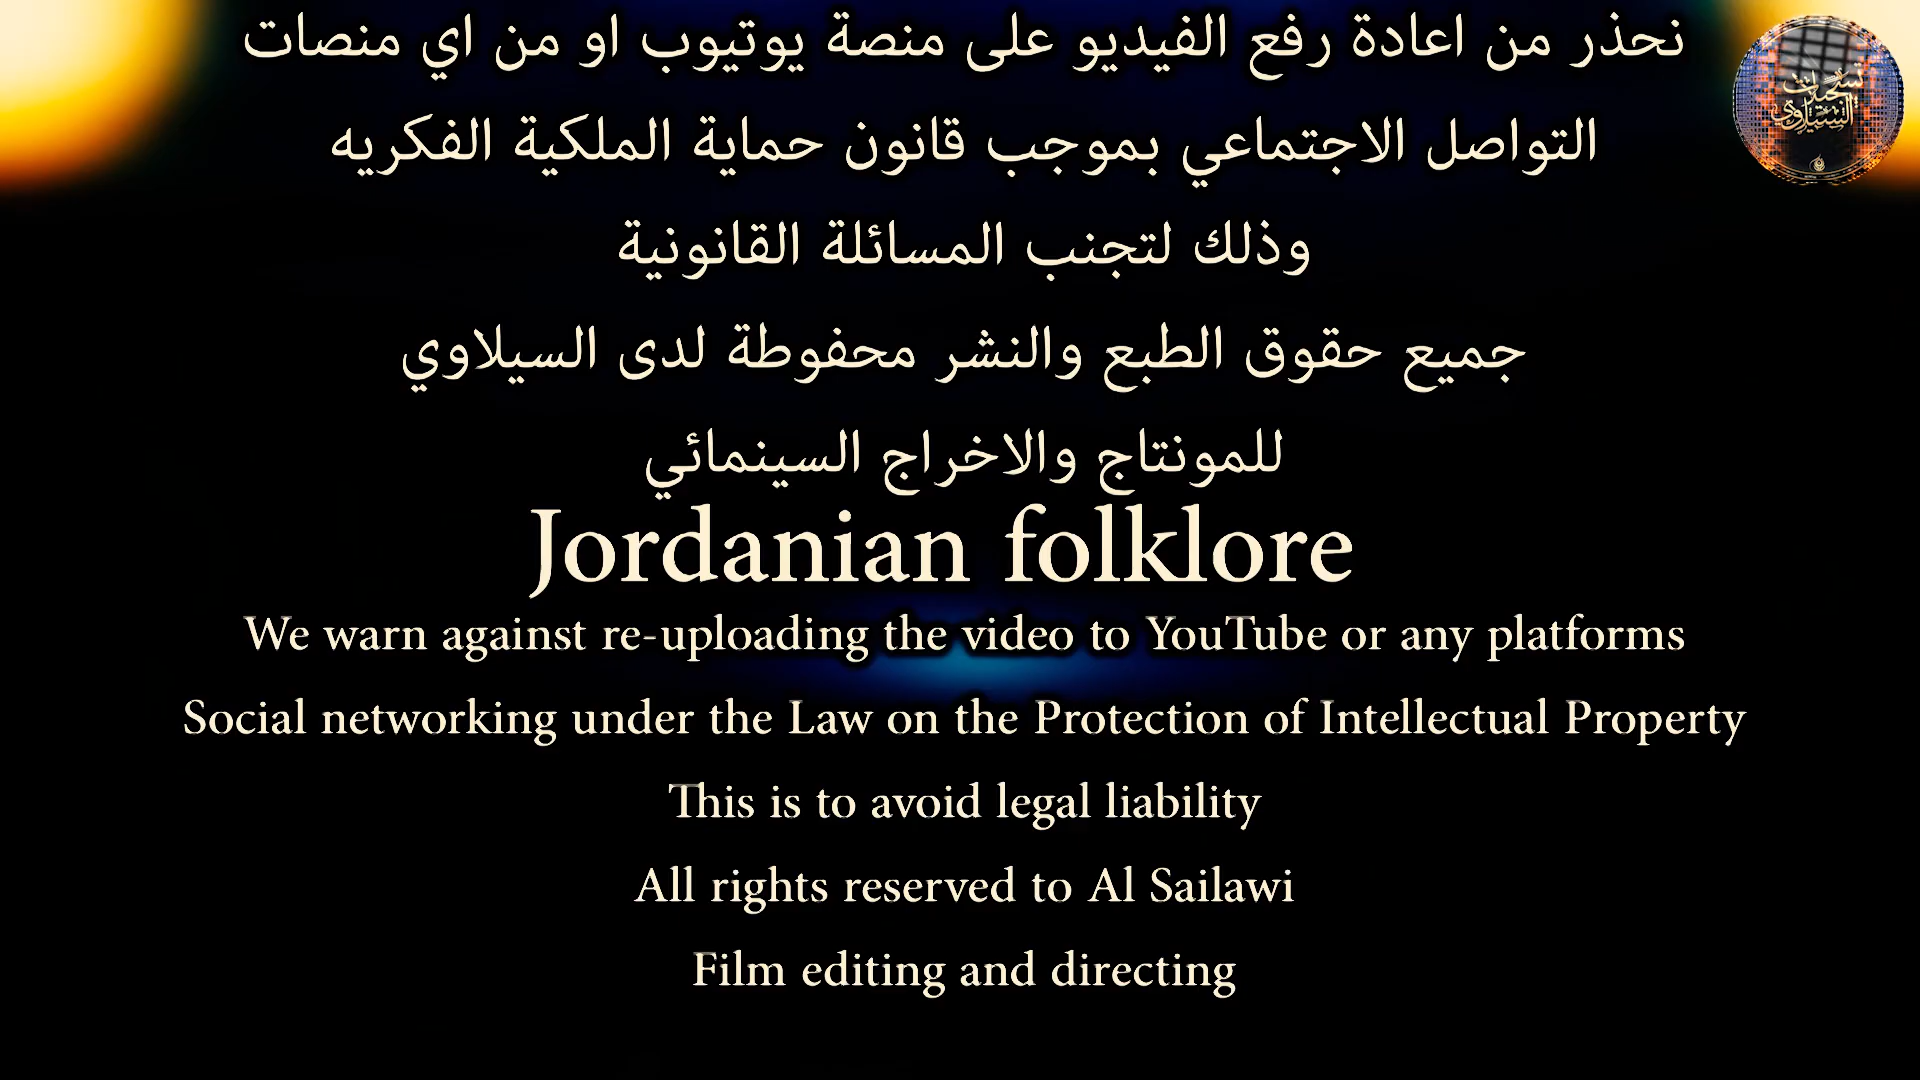 نحذر من اعادة رفع الفيديو على منصة يوتيوب او من اي منصات
التواصل الاجتماعي بموجب قانون حماية الملكية الفكريه
وذلك لتجنب المسائلة القانونية
جميع حقوق الطبع والنشر محفوطة لدى السيلاوي
للمونتاج والاخراج السينمائي
Jordanian folklore
We warn against re-uploading the video to YouTube or any platforms
Social networking under the Law on the Protection of Intellectual Property
This is to avoid legal liability
All rights reserved to Al Sailawi
Film editing and directing
تسجيلات
السيلاوي